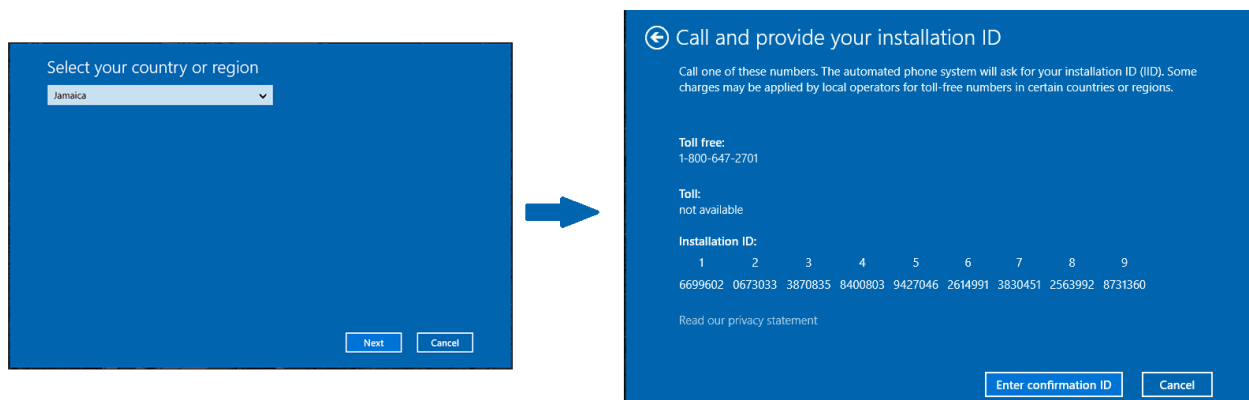 Select your country or region
Jamaica
Next Cancel
Call and provide your installation ID
Call one of these numbers. The automated phone system will ask for your installation ID (IID). Some
charges may be applied by local operators for toll-free numbers in certain countries or regions.
Toll free:
1-800-647-2701
Toll:
not available
Installation ID:
1 2 3 4 5 6 7 8 9
6699602 0673033 3870835 8400803 9427046 2614991 3830451 2563992 8731360
Read our privacy statement
Enter confirmation ID Cancel